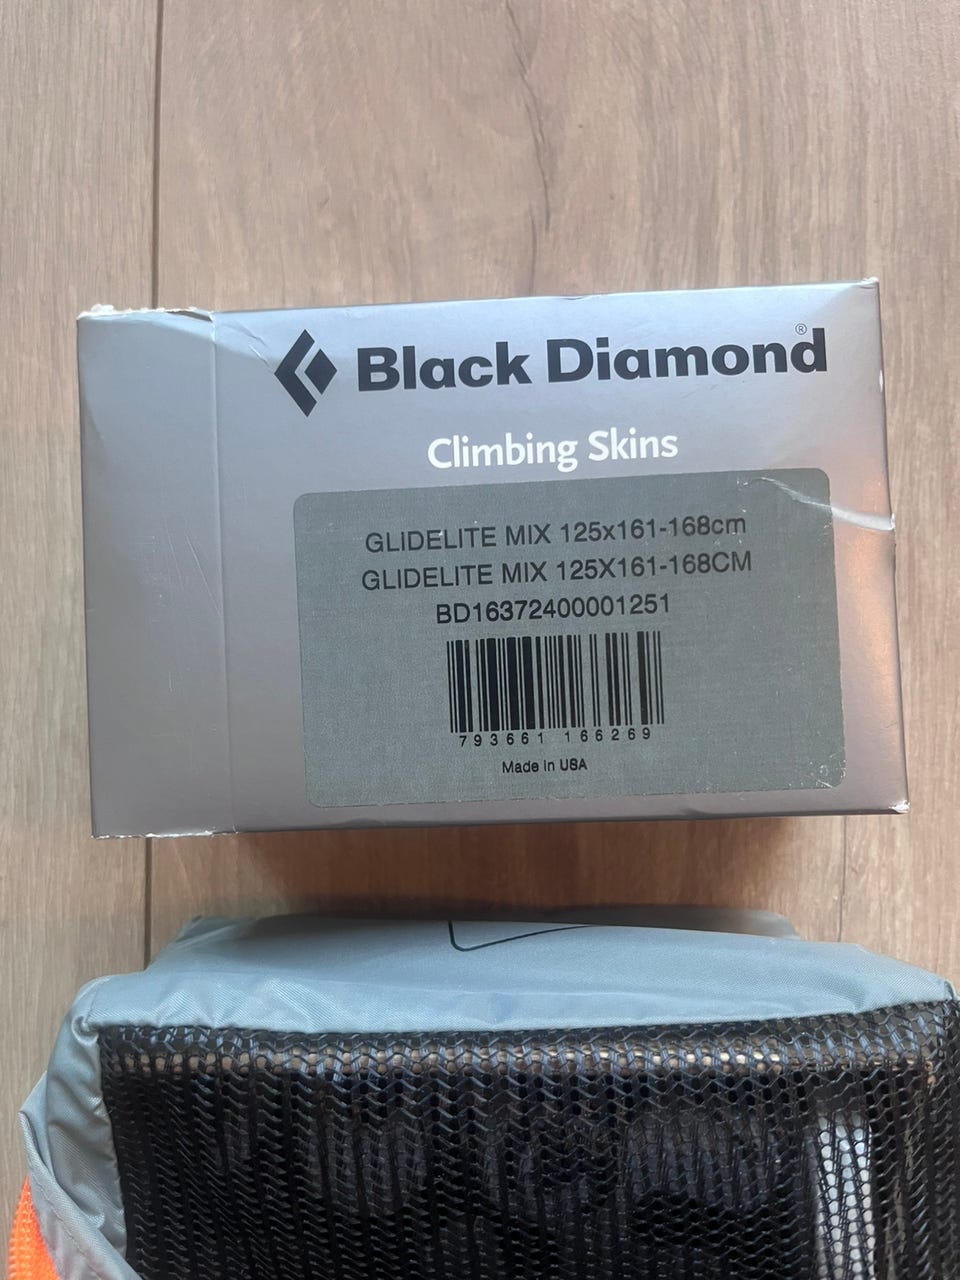 Black Diamond®
Climbing Skins
GLIDELITE MIX 125x161-168cm
GLIDELITE MIX 125X161-168CM
BD16372400001251
793661 166269
Made in USA